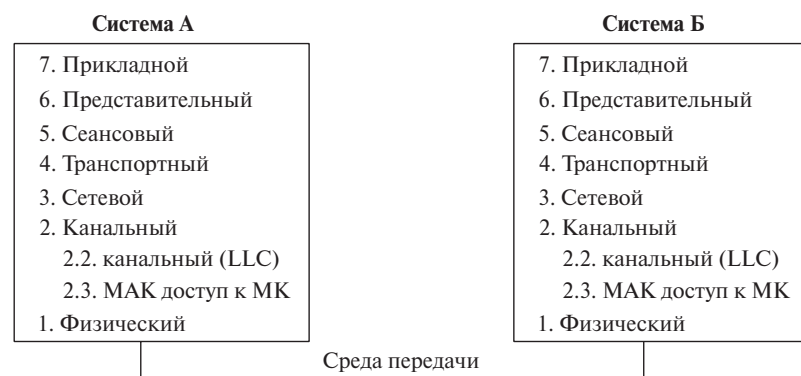 Система А
7. Прикладной
6. Представительный
5. Сеансовый
4. Транспортный
3. Сетевой
2. Канальный
2.2. канальный (LLC)
2.3. МАК доступ к МК
1. Физический
Система Б
7. Прикладной
6. Представительный
5. Сеансовый
4. Транспортный
3. Сетевой
2. Канальный
2.2. канальный (LLC)
2.3. МАК доступ к МК
1. Физический
Среда передачи